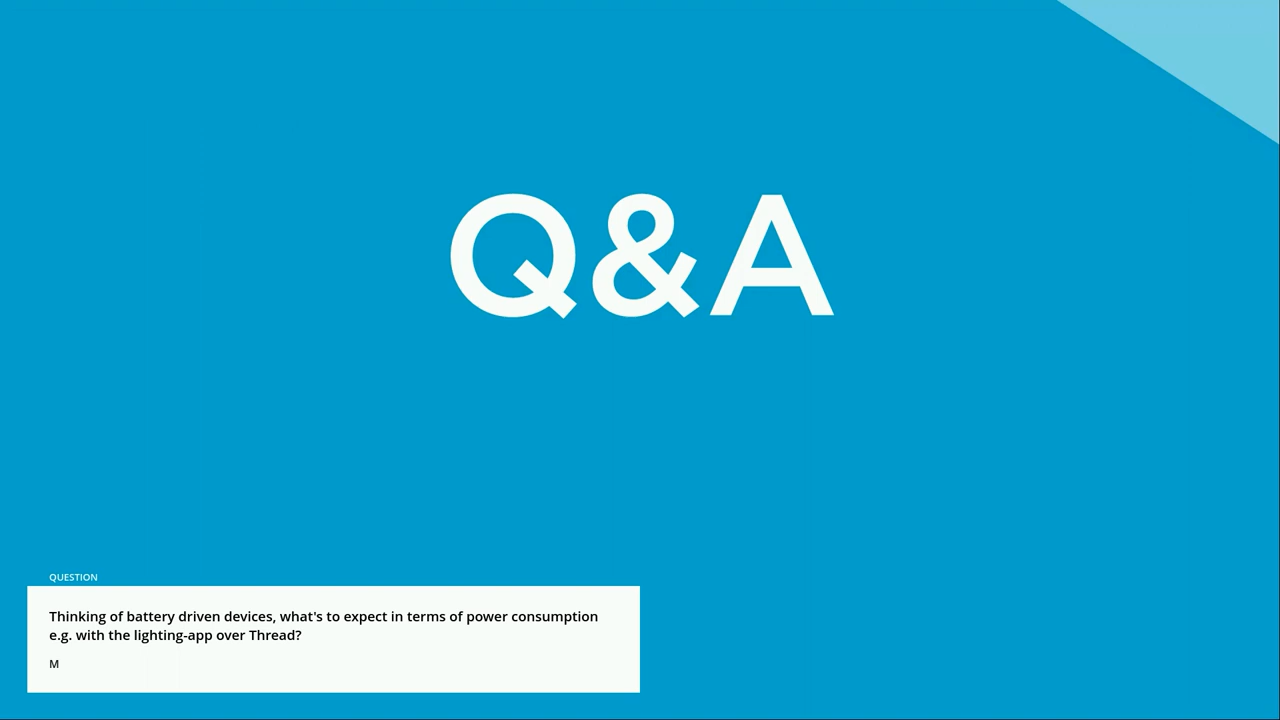 Q&A
QUESTION
Thinking of battery driven devices, what's to expect in terms of power consumption
e.g. with the lighting-app over Thread?
M